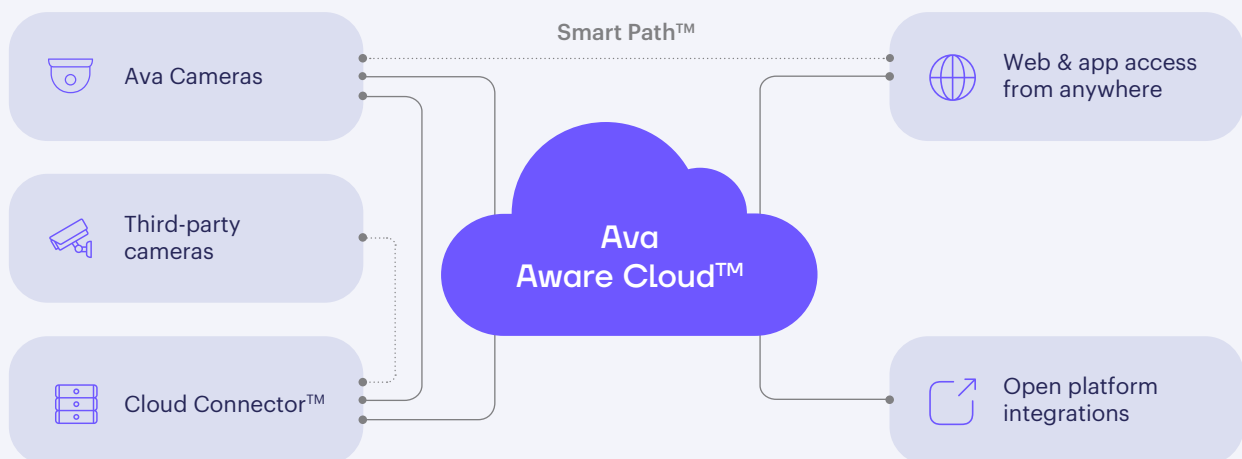 Smart Path™
Ava Cameras
Web & app access
from anywhere
Third-party
cameras
Ava
Aware Cloud™
Cloud Connector™
Open platform
integrations